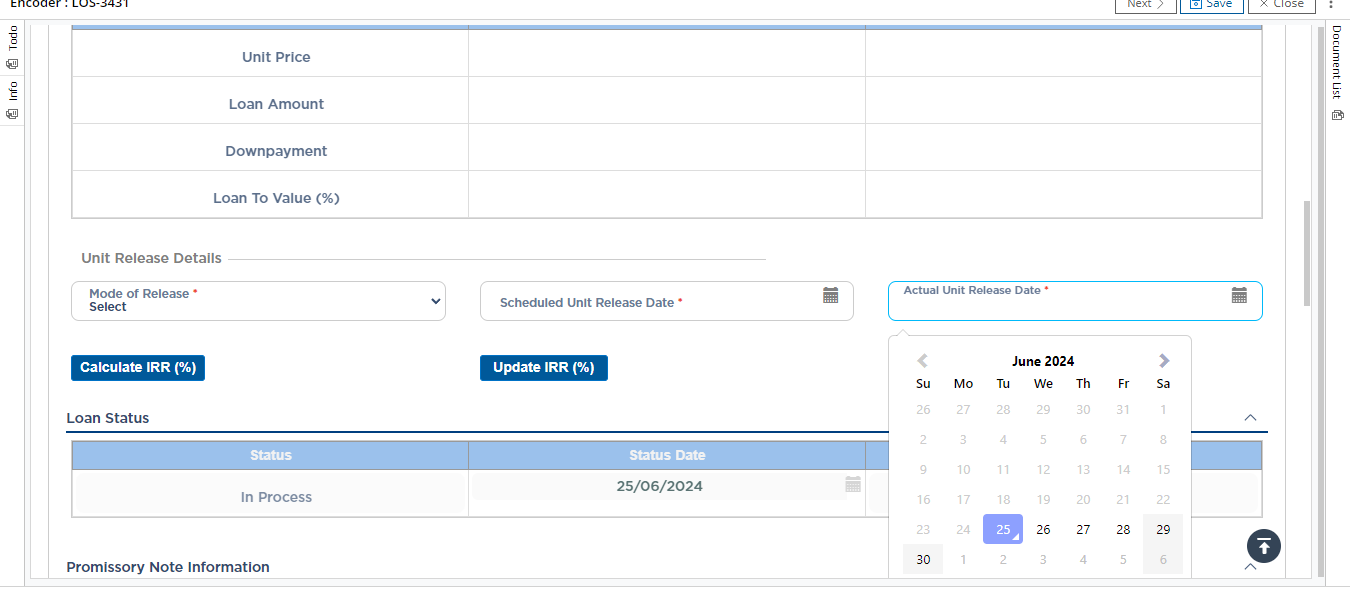 Encoder : LOS-3431
Next
Save
Close
Todo
Info
Document List
Unit Price
Loan Amount
Downpayment
Loan To Value (%)
Unit Release Details
Mode of Release *
Select
Scheduled Unit Release Date *
Actual Unit Release Date *
Calculate IRR (%)
Update IRR (%)
June 2024
Su Mo Tu We Th Fr Sa
26 27 28 29 30 31 1
2 3 4 5 6 7 8
9 10 11 12 13 14 15
16 17 18 19 20 21 22
23 24 25 26 27 28 29
30 1 2 3 4 5 6
Loan Status
Status Status Date
In Process 25/06/2024
Promissory Note Information